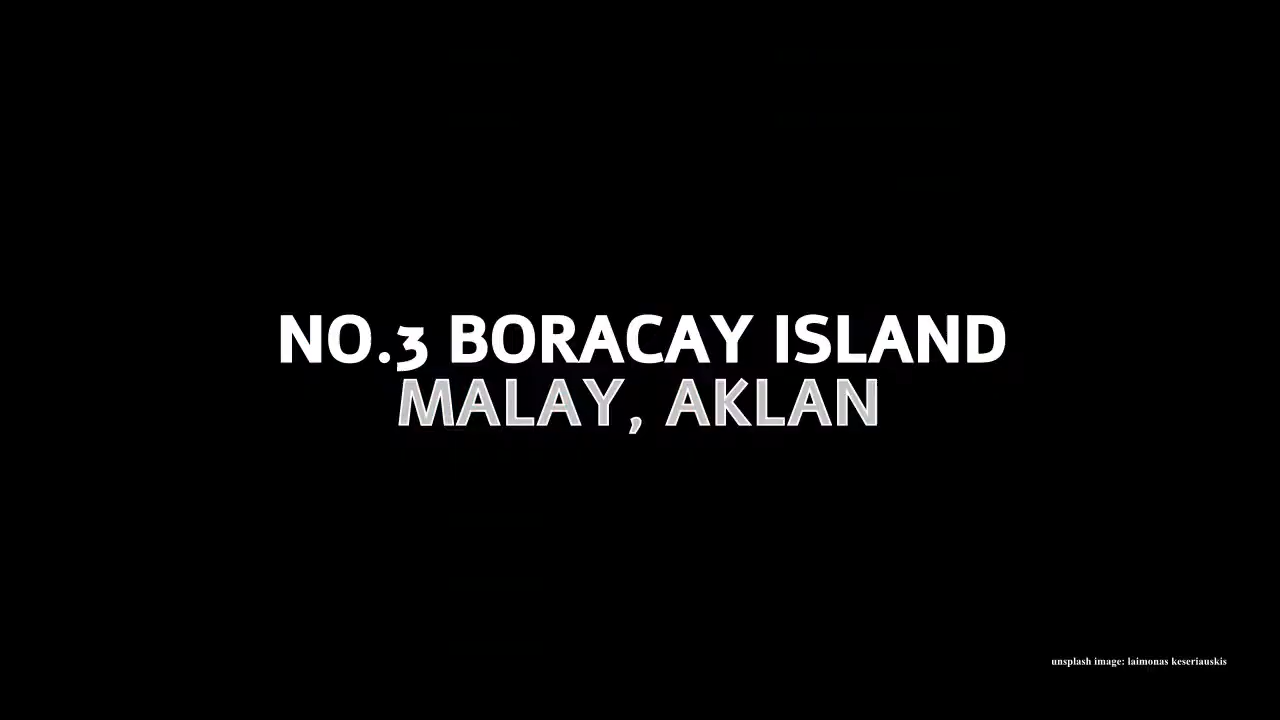 NO.3 BORACAY ISLAND
MALAY, AKLAN
unsplash image: laimonas keseriauskis